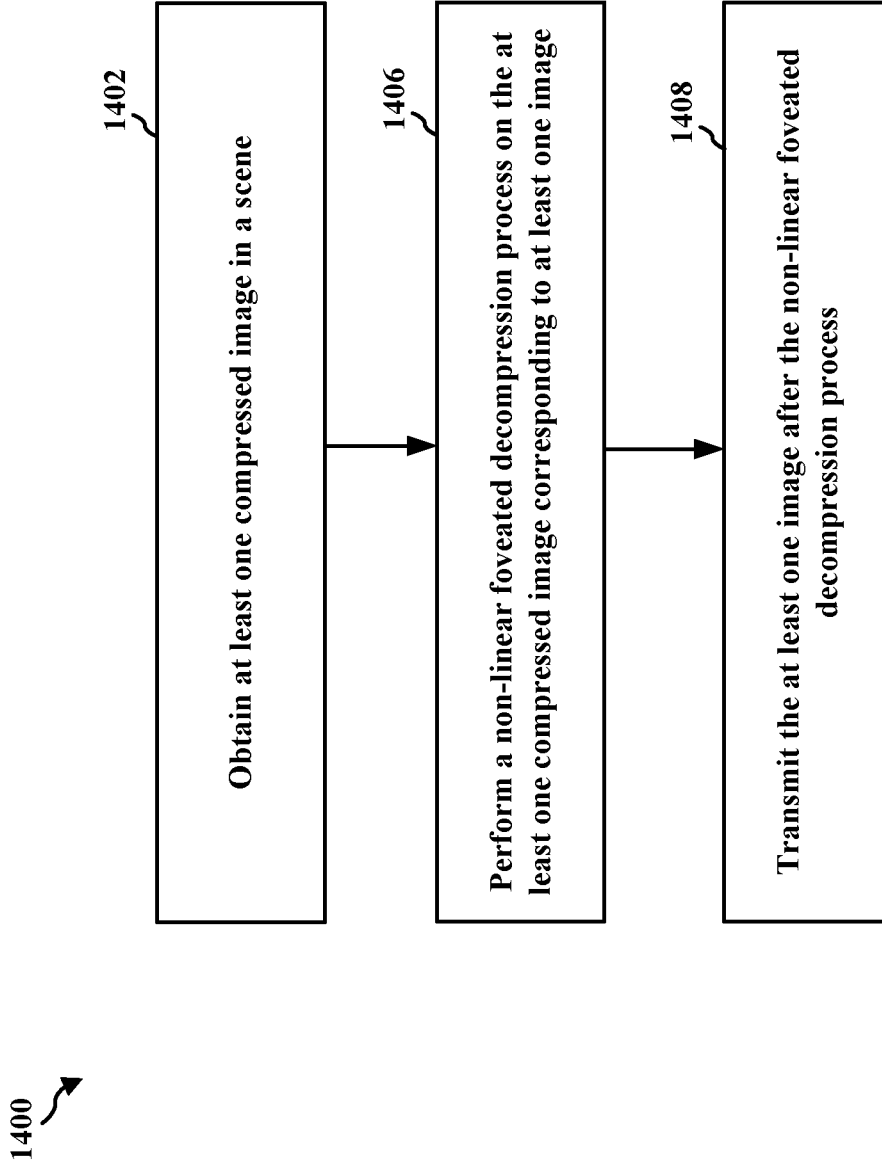 1400
1402
Obtain at least one compressed image in a scene
1406
Perform a non-linear foveated decompression process on the at
least one compressed image corresponding to at least one image
1408
Transmit the at least one image after the non-linear foveated
decompression process